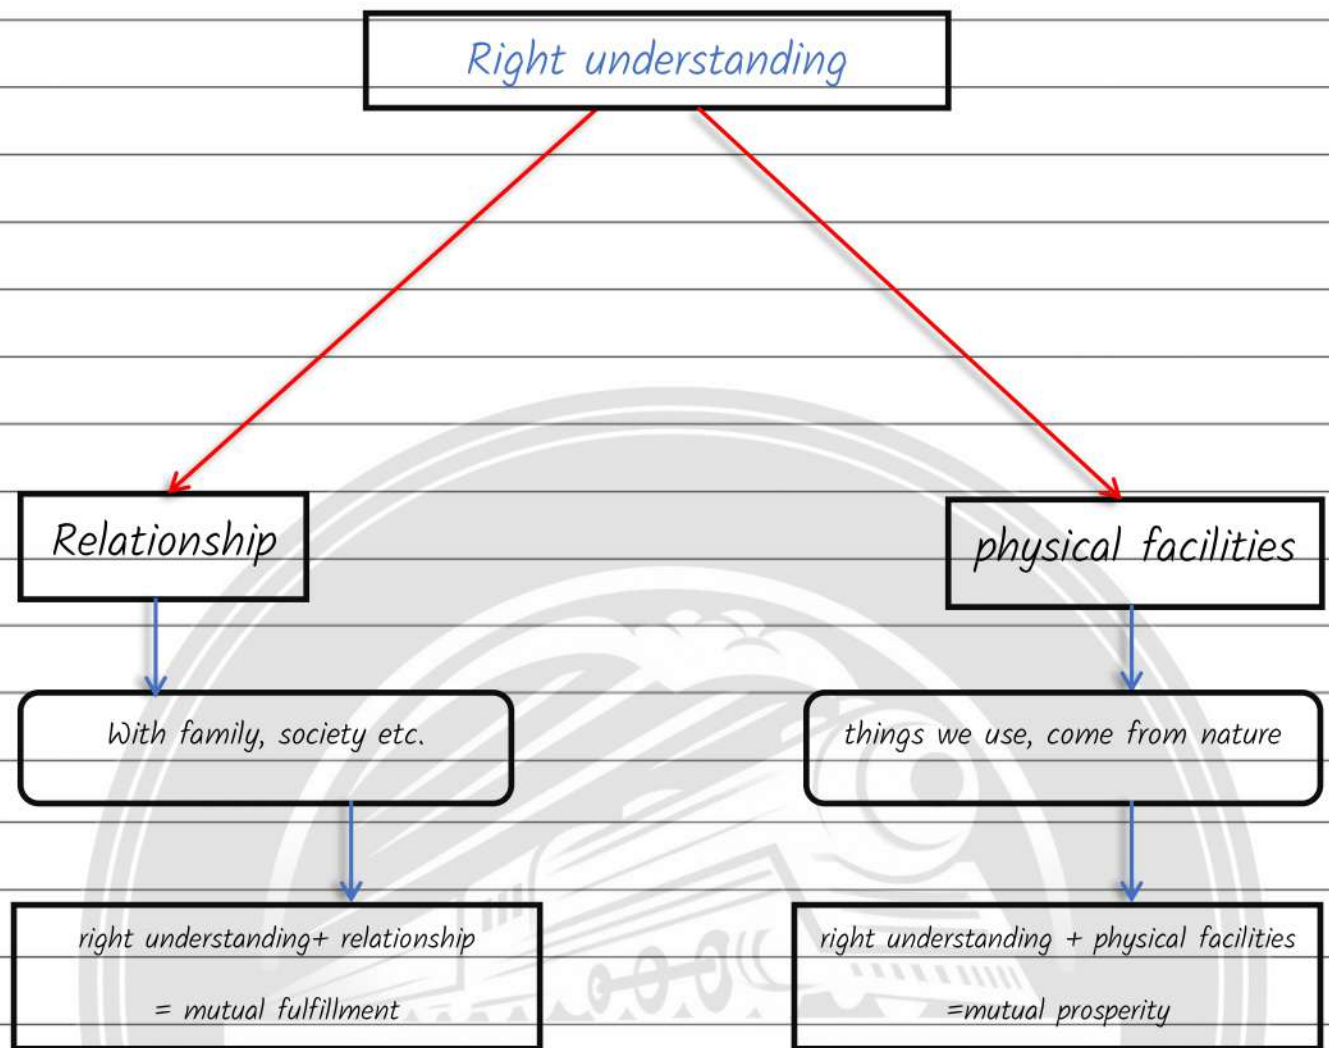 Right understanding
Relationship
physical facilities
With family, society etc.
things we use, come from nature
right understanding+ relationship
= mutual fulfillment
right understanding + physical facilities
=mutual prosperity